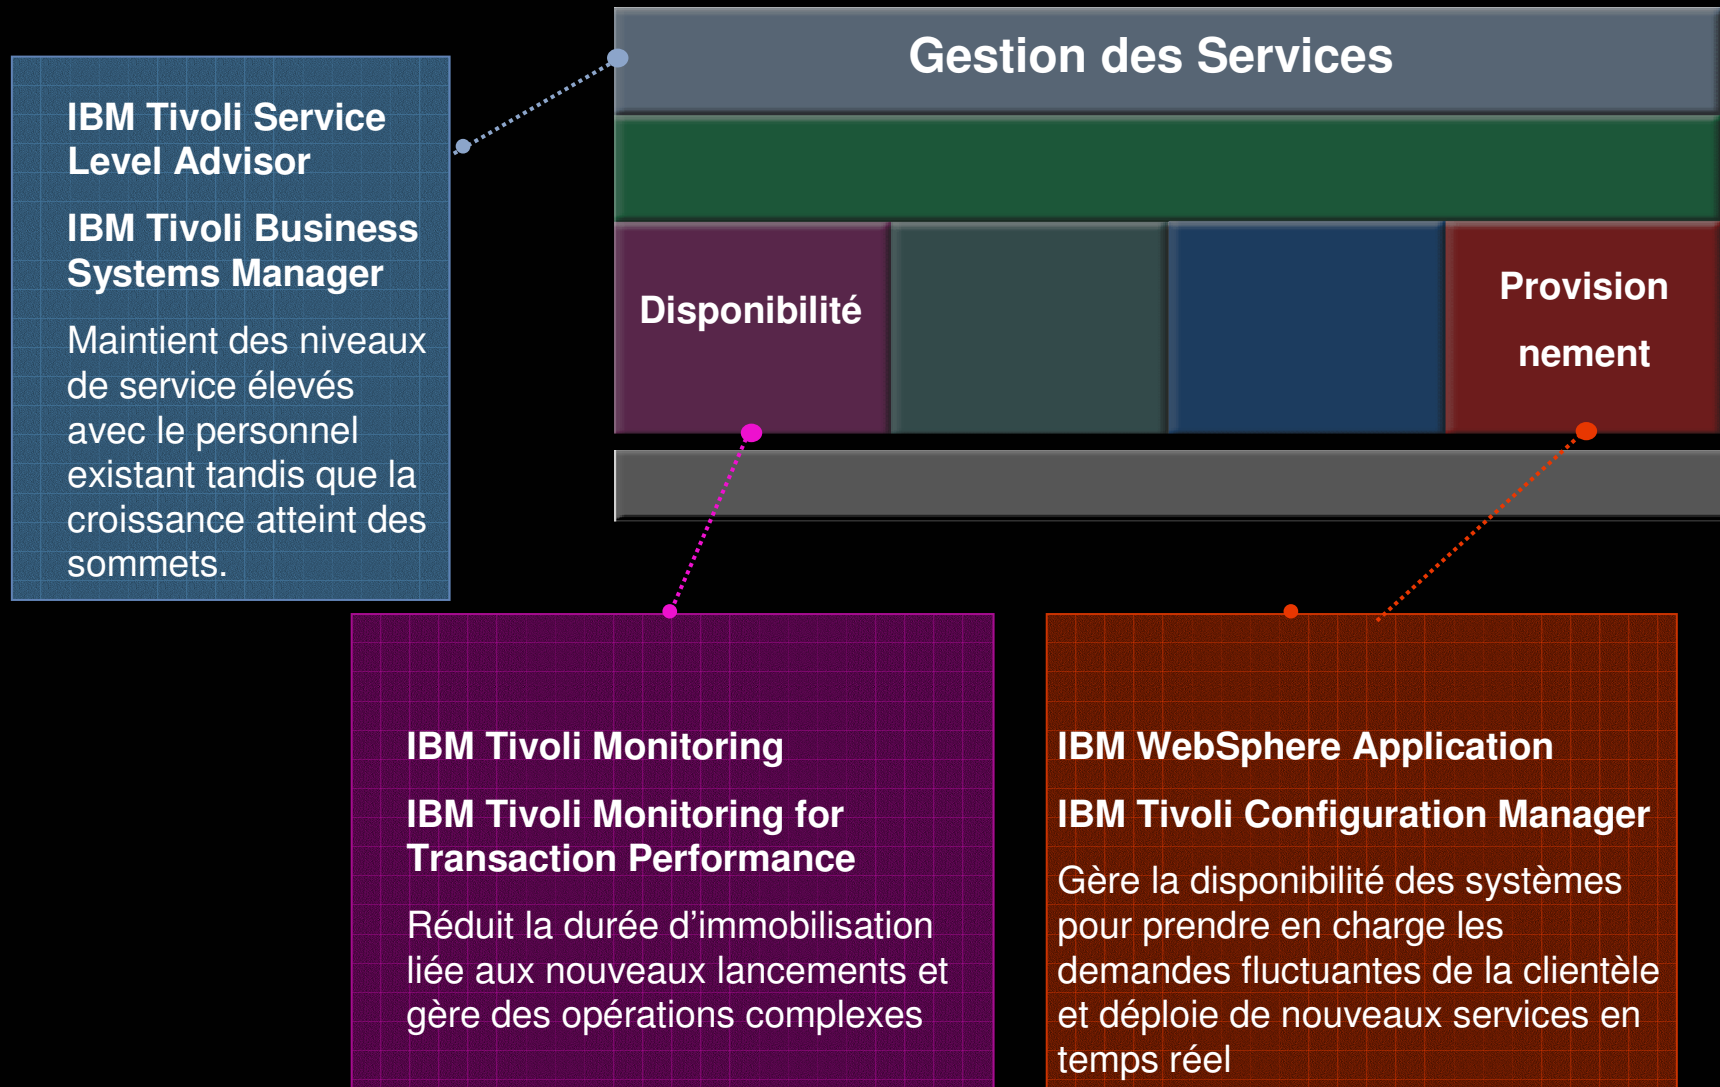 Gestion des Services
IBM Tivoli Service
Level Advisor
IBM Tivoli Business
Systems Manager
Maintient des niveaux
de service élevés
avec le personnel
existant tandis que la
croissance atteint des
sommets.
Disponibilité
Provision
nement
IBM Tivoli Monitoring
IBM Tivoli Monitoring for
Transaction Performance
Réduit la durée d’immobilisation
liée aux nouveaux lancements et
gère des opérations complexes
IBM WebSphere Application
IBM Tivoli Configuration Manager
Gère la disponibilité des systèmes
pour prendre en charge les
demandes fluctuantes de la clientèle
et déploie de nouveaux services en
temps réel